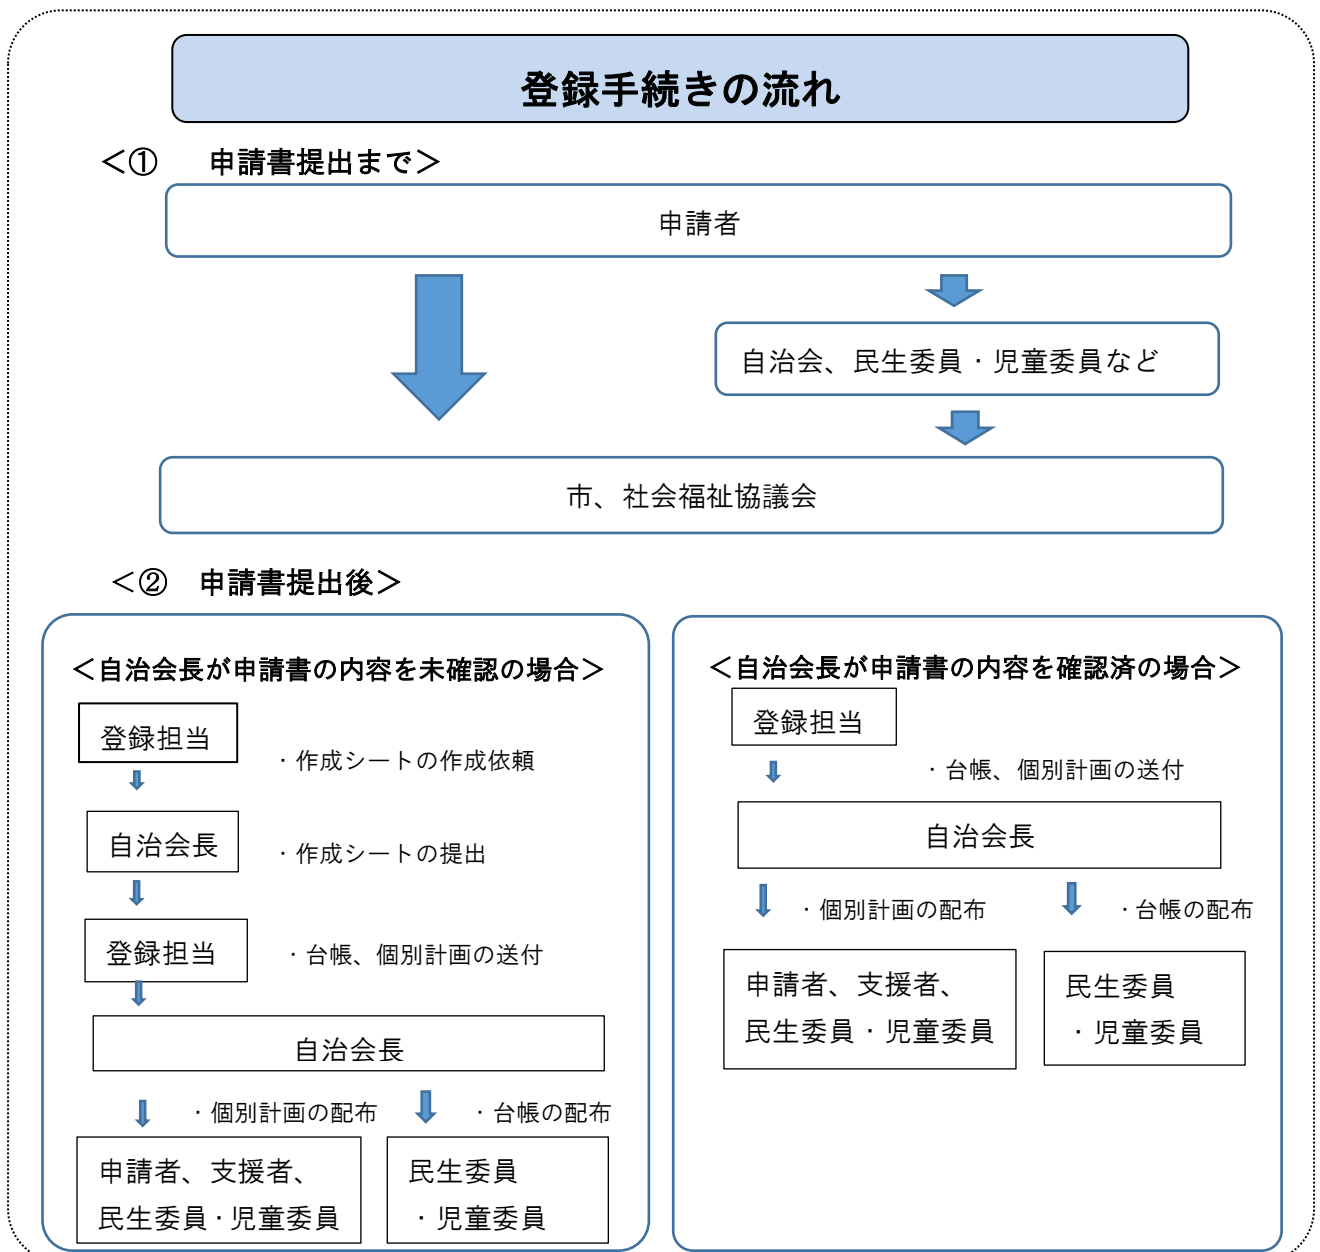 登録手続きの流れ
＜①　申請書提出まで＞
申請者
自治会、民生委員・児童委員など
市、社会福祉協議会
＜②　申請書提出後＞
＜自治会長が申請書の内容を未確認の場合＞
登録担当
・作成シートの作成依頼
自治会長
・作成シートの提出
登録担当
・台帳、個別計画の送付
自治会長
・個別計画の配布
・台帳の配布
申請者、支援者、
民生委員・児童委員
民生委員
・児童委員
＜自治会長が申請書の内容を確認済の場合＞
登録担当
・台帳、個別計画の送付
自治会長
・個別計画の配布
・台帳の配布
申請者、支援者、
民生委員・児童委員
民生委員
・児童委員